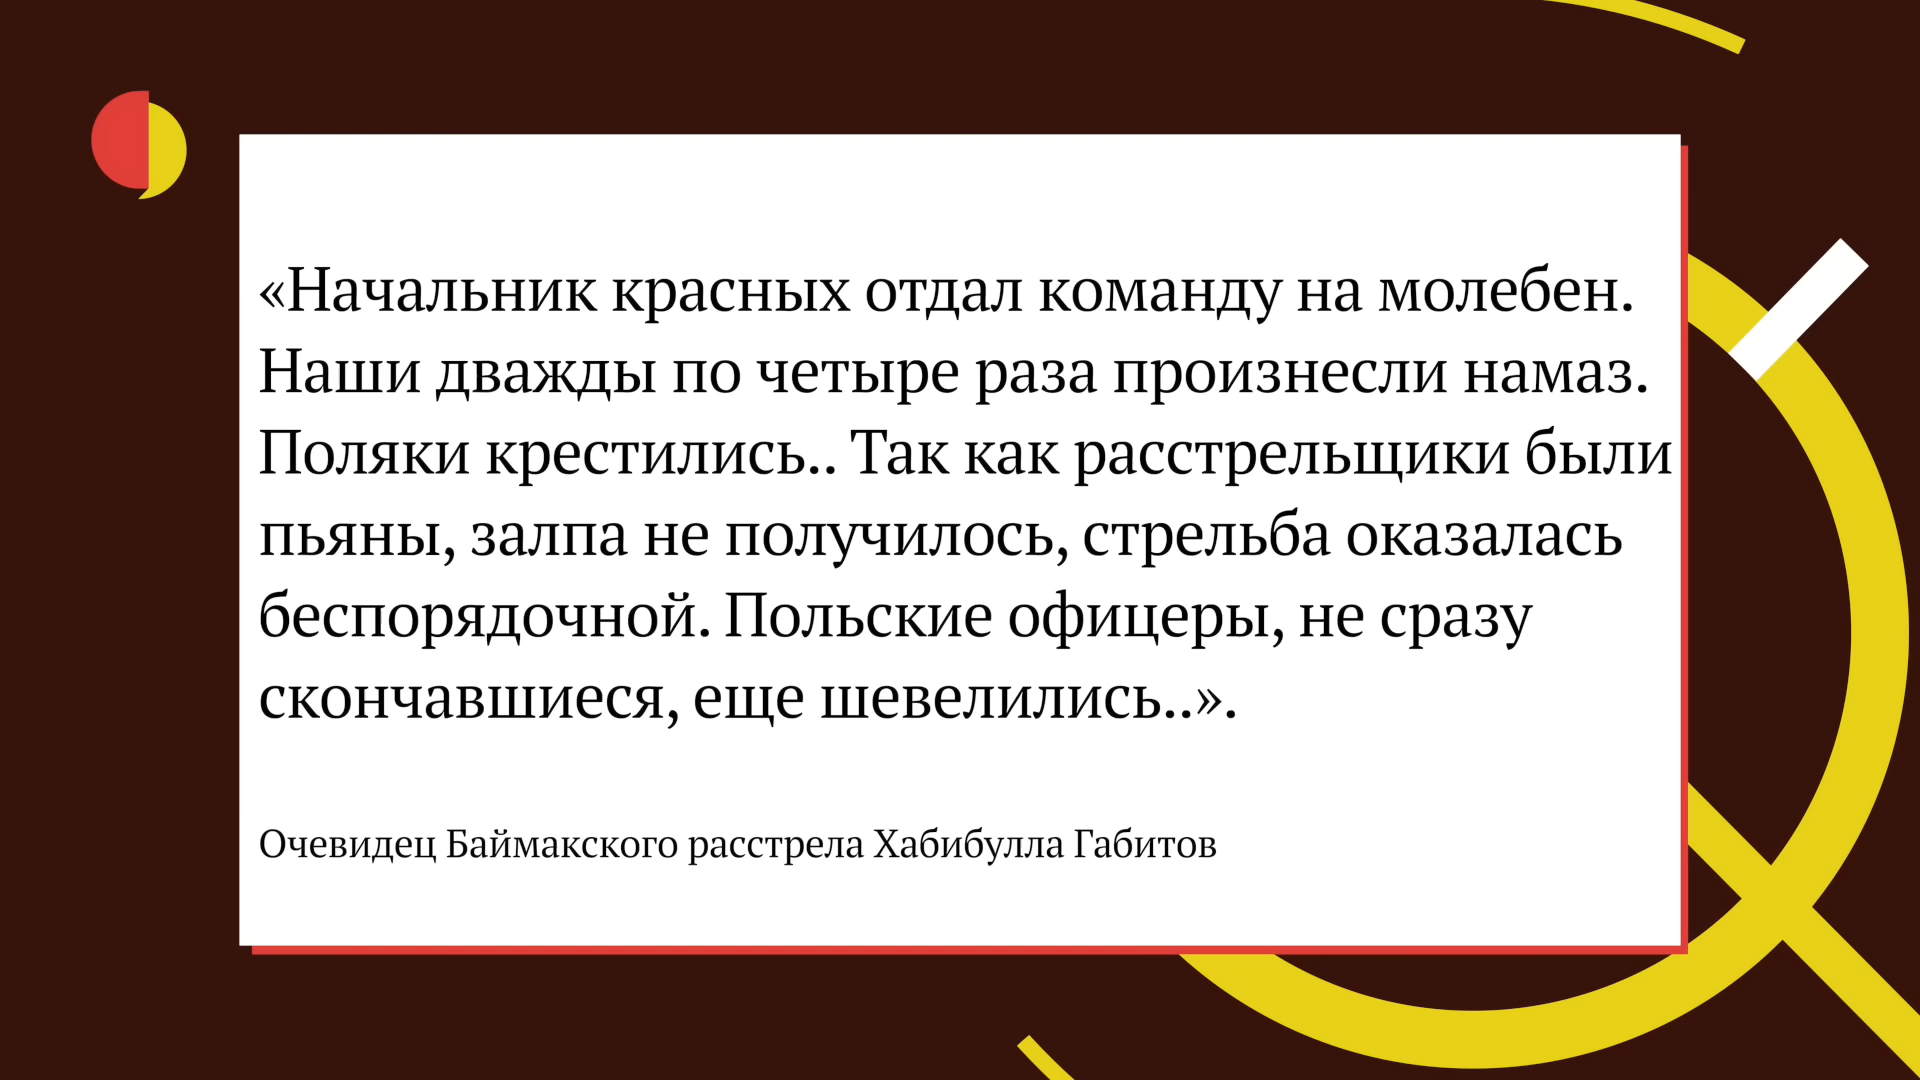 «Начальник красных отдал команду на молебен.
Наши дважды по четыре раза произнесли намаз.
Поляки крестились.. Так как расстрельщики были
пьяны, залпа не получилось, стрельба оказалась
беспорядочной. Польские офицеры, не сразу
скончавшиеся, еще шевелились..».
Очевидец Баймакского расстрела Хабибулла Габитов